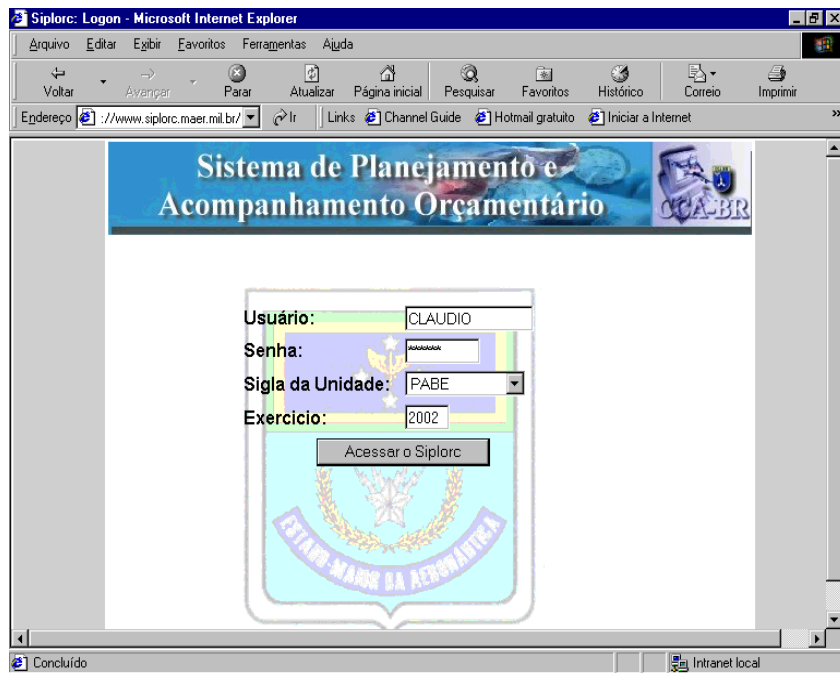 Siplorc: Logon - Microsoft Internet Explorer
Arquivo Editar Exibir Favoritos Ferramentas Ajuda
Voltar Avançar Parar Atualizar Página inicial Pesquisar Favoritos Histórico Correio Imprimir
Endereço ://www.siplorc.maer.mil.br/ Ir Links Channel Guide Hotmail gratuito Iniciar a Internet »
Sistema de Planejamento e
Acompanhamento Orçamentário
CCA-BR
Usuário: CLAUDIO
Senha: *******
Sigla da Unidade: PABE
Exercicio: 2002
Acessar o Siplorc
ESTADO-MAIOR DA AERONÁUTICA
Concluído Intranet local